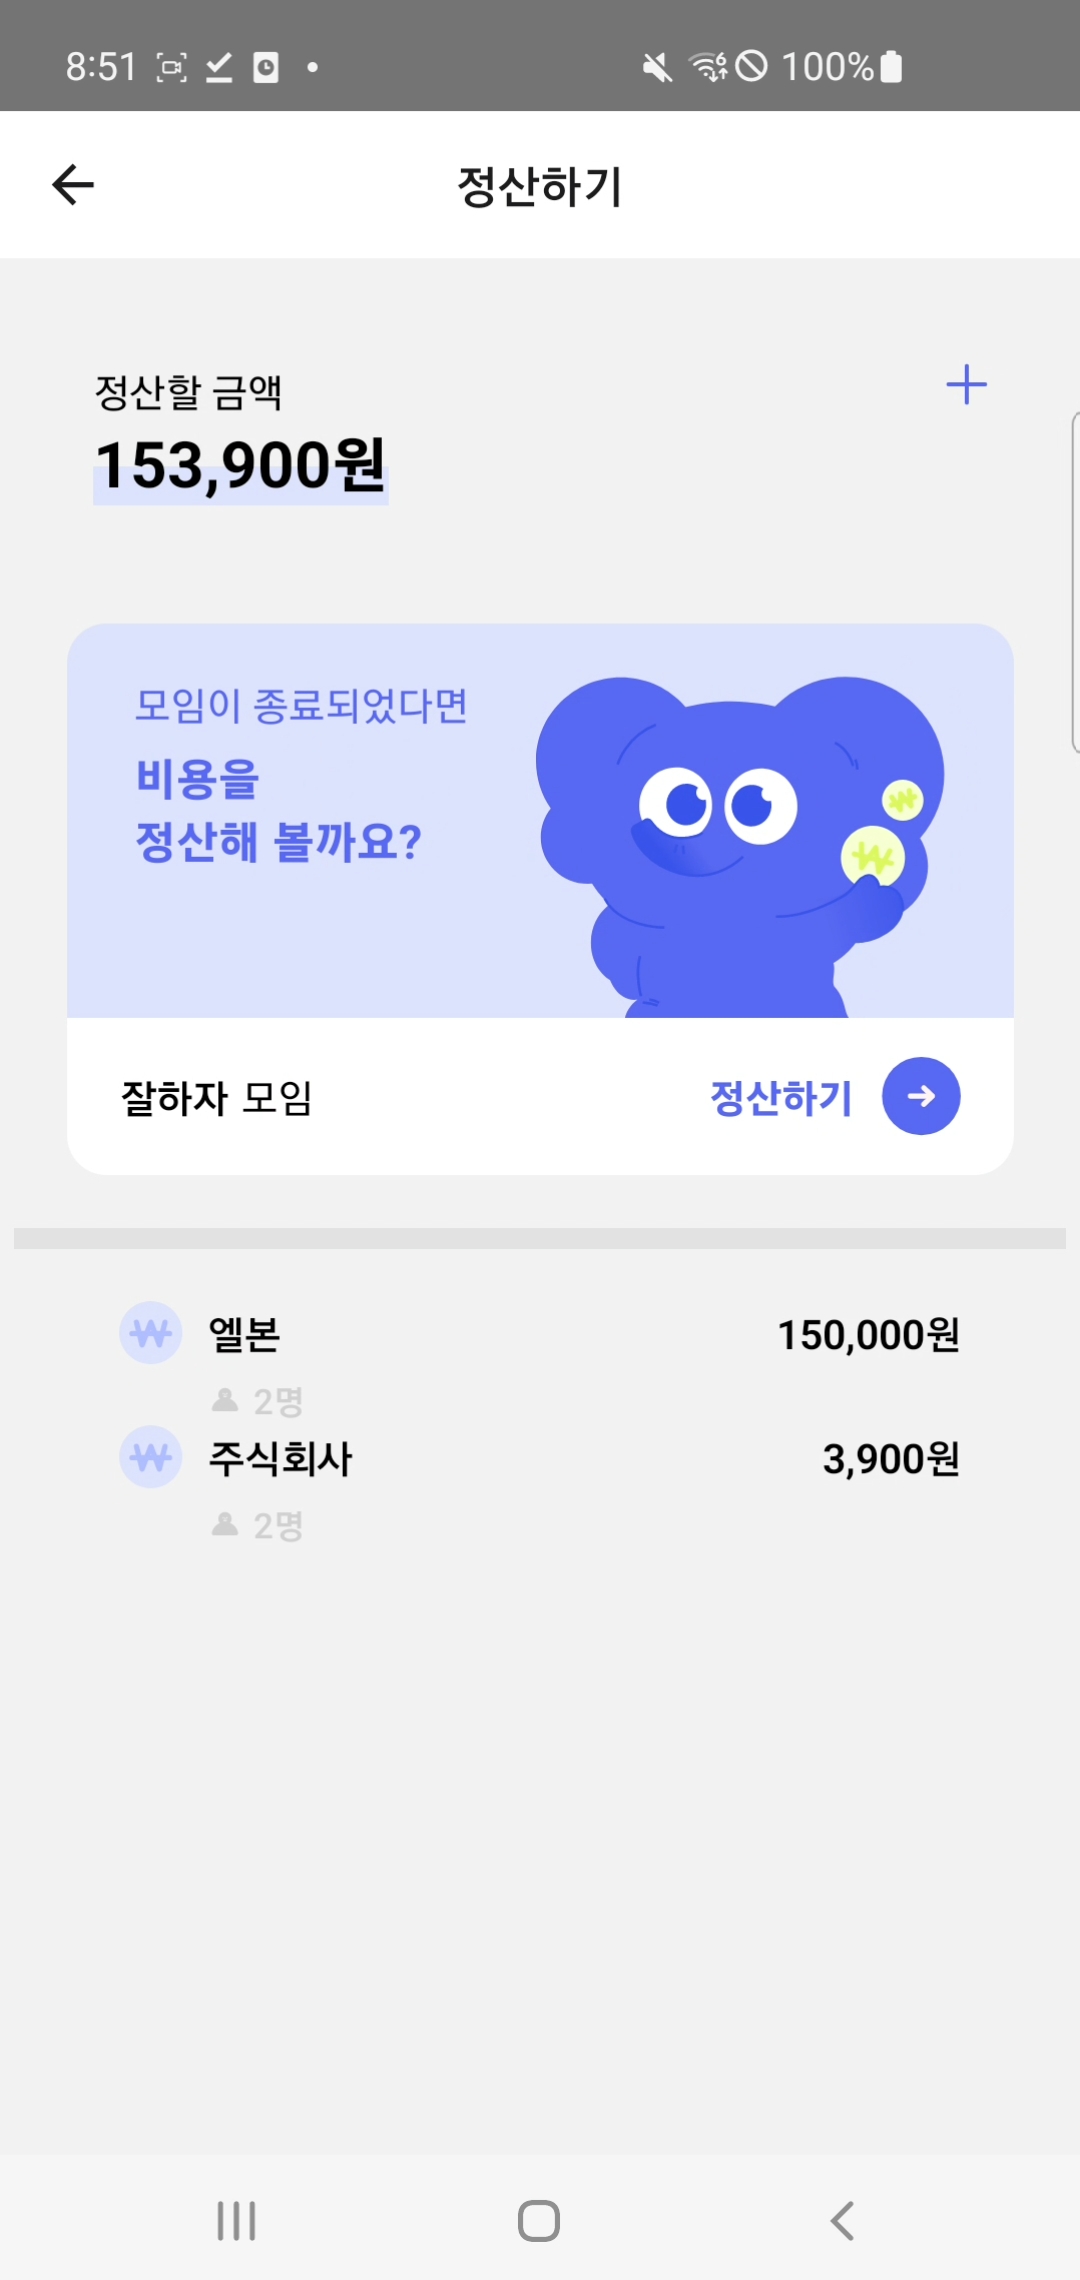 8:51 100%
정산하기
정산할 금액
153,900원
모임이 종료되었다면
비용을
정산해 볼까요?
잘하자 모임 정산하기
엘본 150,000원
2명
주식회사 3,900원
2명